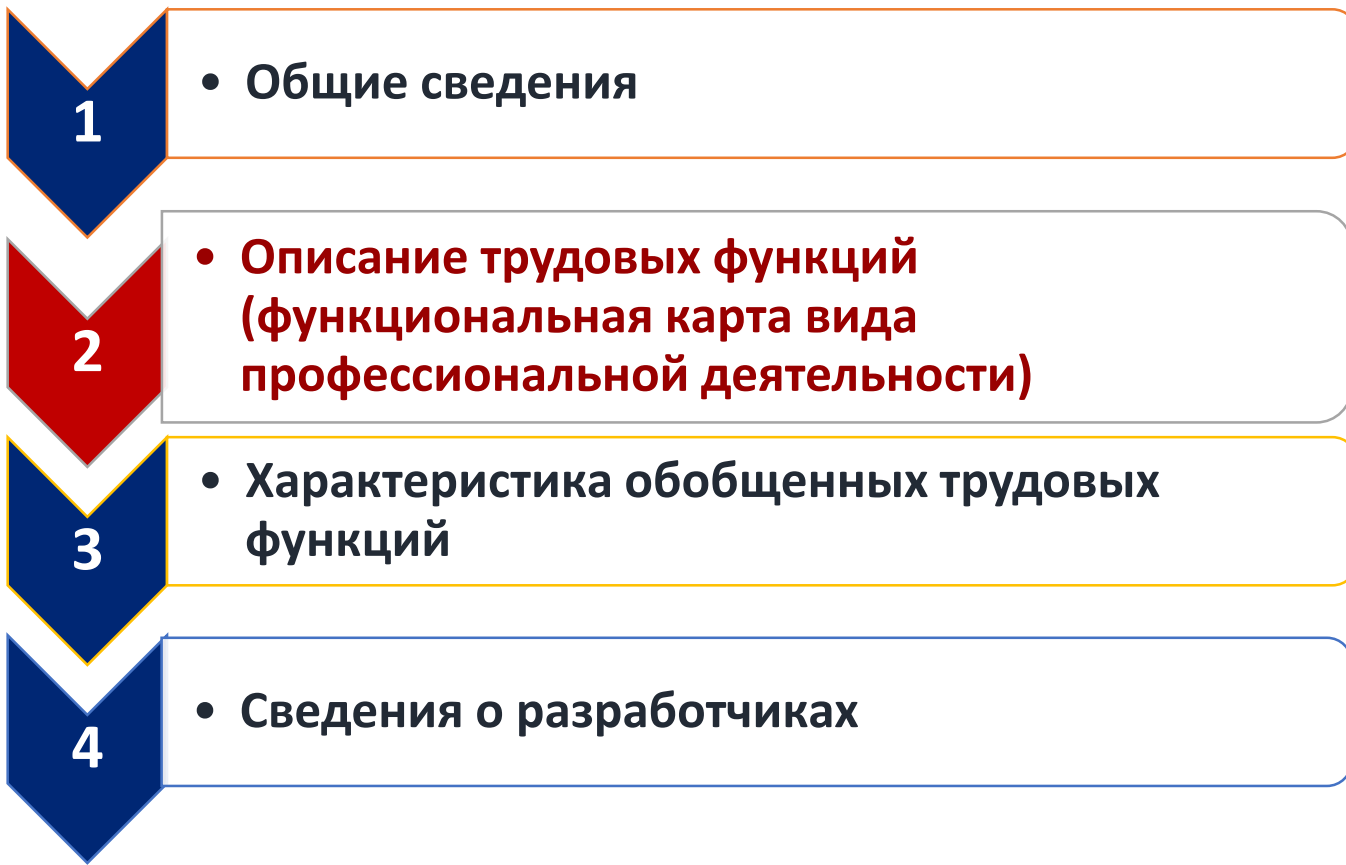 1
• Общие сведения
2
• Описание трудовых функций
(функциональная карта вида
профессиональной деятельности)
3
• Характеристика обобщенных трудовых
функций
4
• Сведения о разработчиках